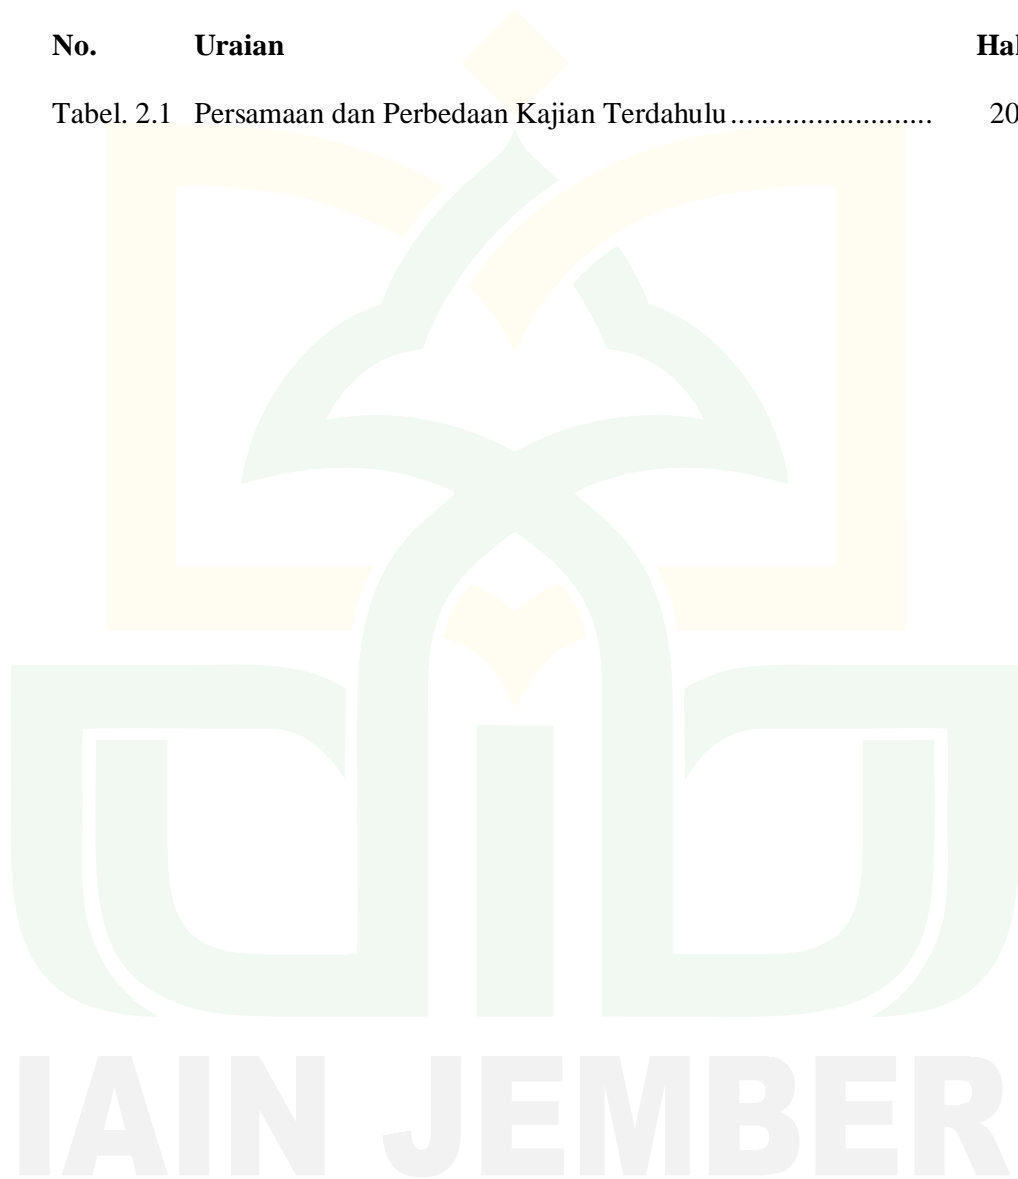 No. Uraian Hal
Tabel. 2.1 Persamaan dan Perbedaan Kajian Terdahulu .......................... 20
IAIN JEMBER